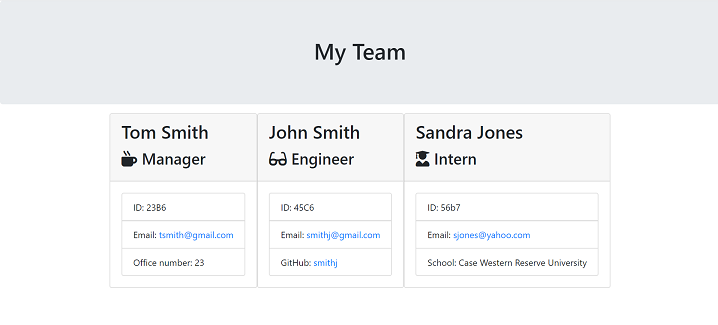 My Team
Tom Smith
Manager
ID: 23B6
Email: tsmith@gmail.com
Office number: 23
John Smith
Engineer
ID: 45C6
Email: smithj@gmail.com
GitHub: smithj
Sandra Jones
Intern
ID: 56b7
Email: sjones@yahoo.com
School: Case Western Reserve University